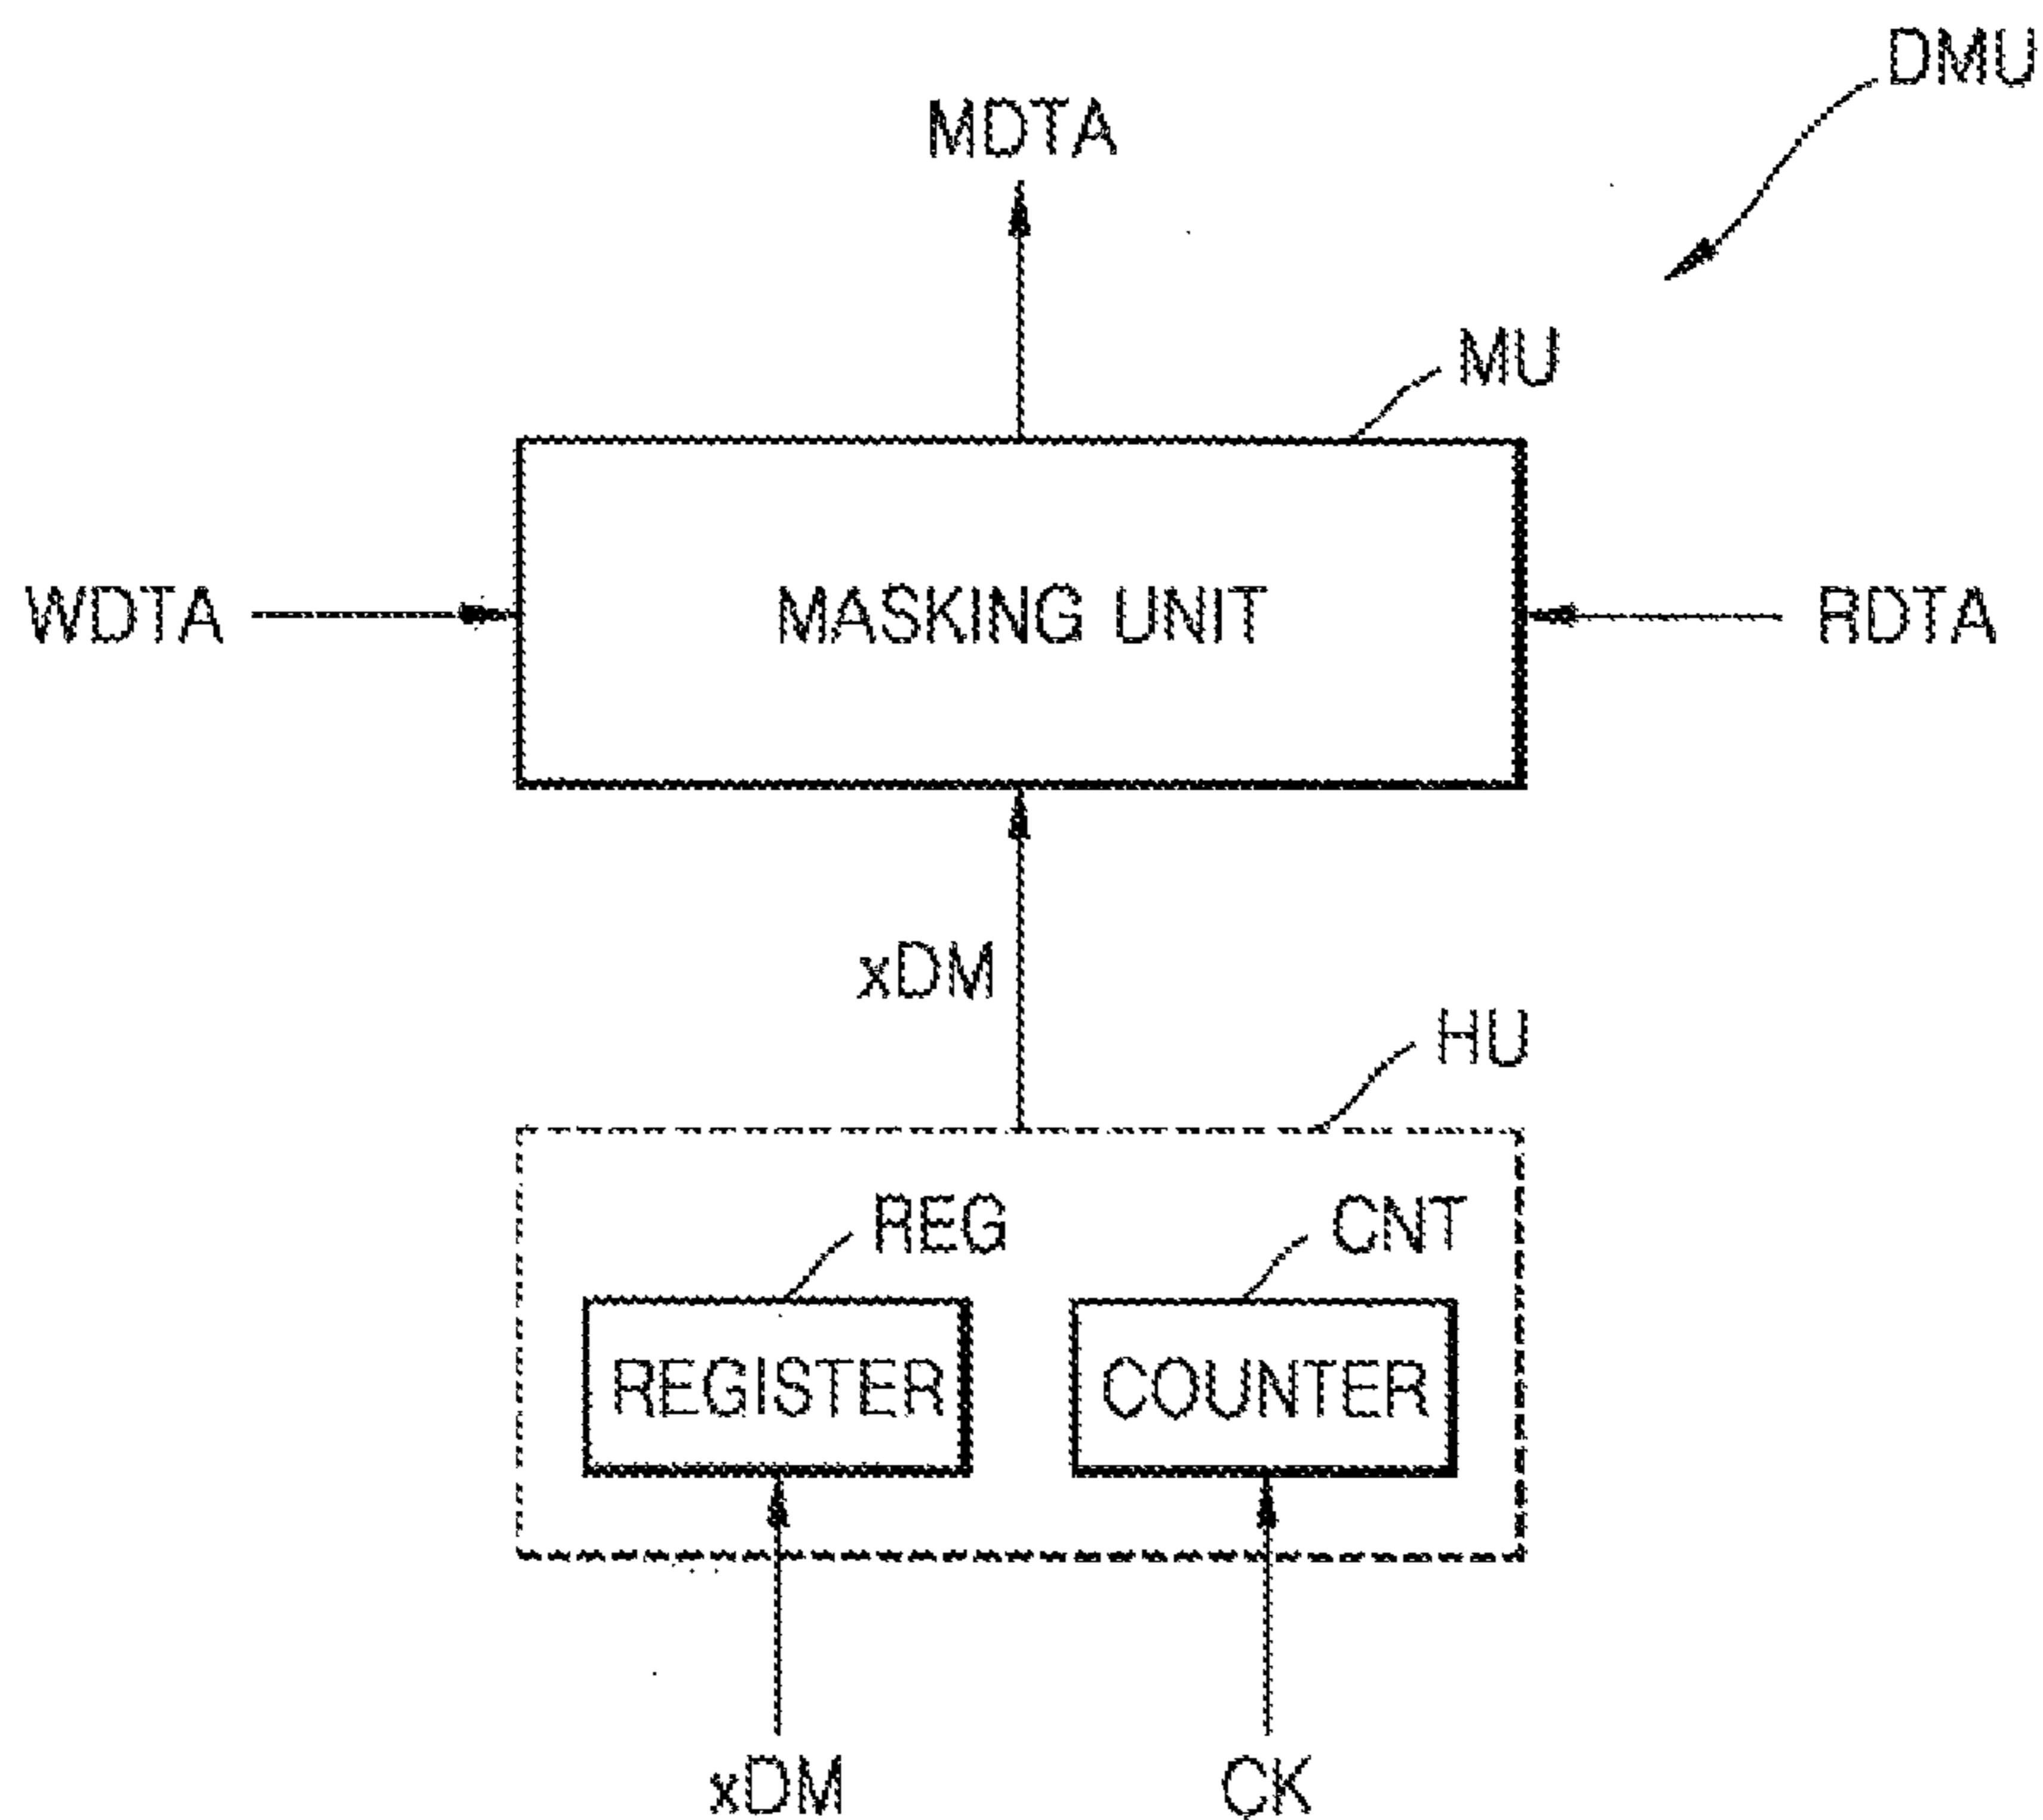 DMU
MDTA
MU
WDTA
MASKING UNIT
RDTA
xDM
HU
REG
CNT
REGISTER
COUNTER
xDM
CK